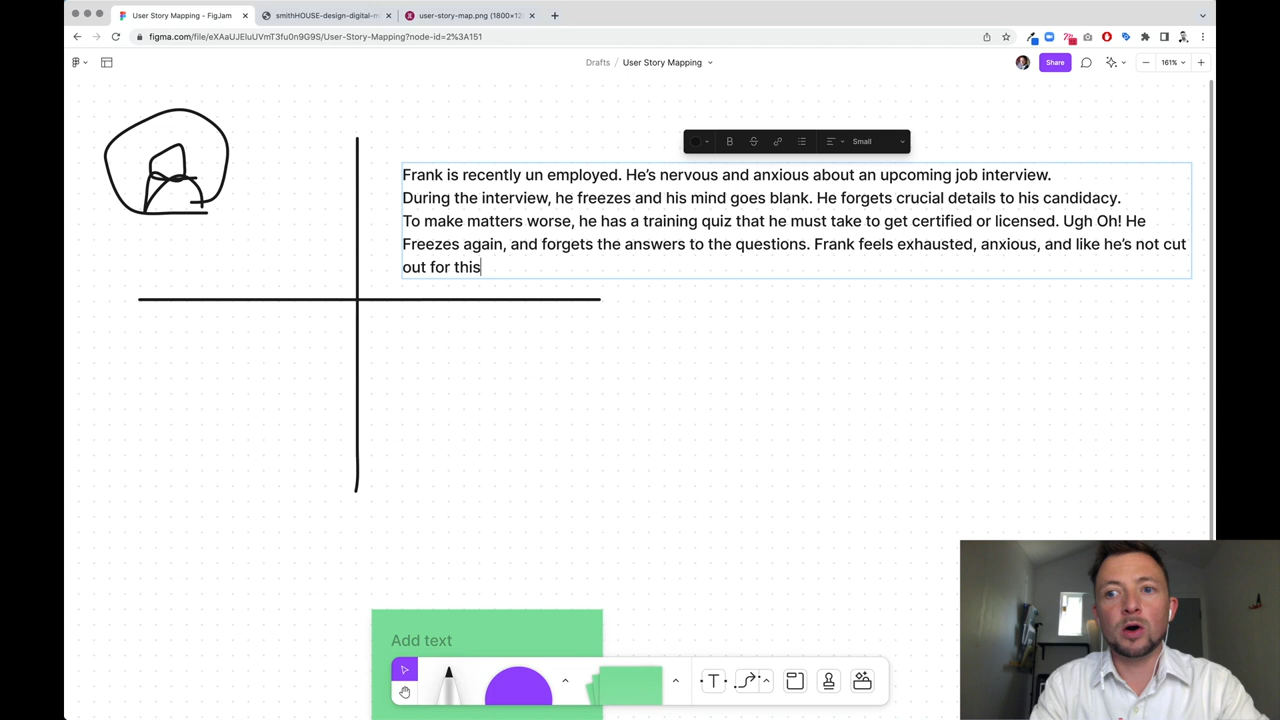 User Story Mapping - FigJam
smithHOUSE-design-digital-m
user-story-map.png (1800×12
figma.com/file/eXAaUJEluUVmT3fu0n9G9S/User-Story-Mapping?node-id=2%3A151
Drafts / User Story Mapping
Share
161%
B
S
Small
Frank is recently un employed. He’s nervous and anxious about an upcoming job interview.
During the interview, he freezes and his mind goes blank. He forgets crucial details to his candidacy.
To make matters worse, he has a training quiz that he must take to get certified or licensed. Ugh Oh! He
Freezes again, and forgets the answers to the questions. Frank feels exhausted, anxious, and like he’s not cut
out for this
Add text
T